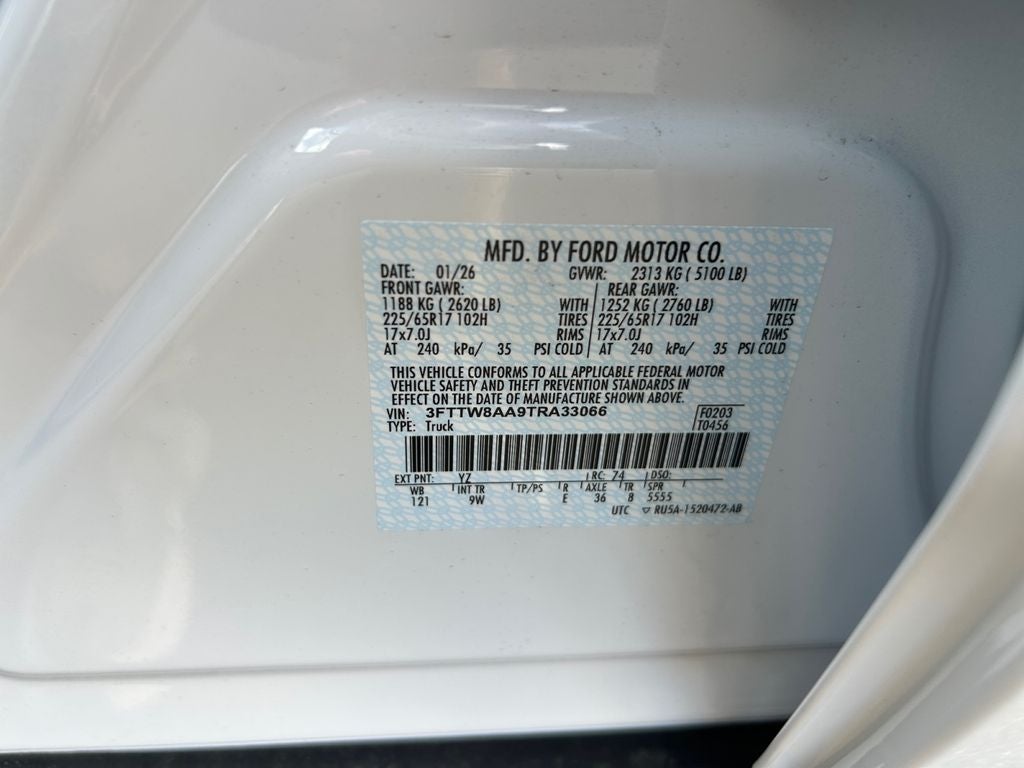 MFD. BY FORD MOTOR CO.
DATE: 01/26 GVWR: 2313 KG ( 5100 LB)
FRONT GAWR: REAR GAWR:
1188 KG ( 2620 LB) WITH 1252 KG ( 2760 LB) WITH
225/65R17 102H TIRES 225/65R17 102H TIRES
17x7.0J RIMS 17x7.0J RIMS
AT 240 kPa/ 35 PSI COLD AT 240 kPa/ 35 PSI COLD
THIS VEHICLE CONFORMS TO ALL APPLICABLE FEDERAL MOTOR
VEHICLE SAFETY AND THEFT PREVENTION STANDARDS IN
EFFECT ON THE DATE OF MANUFACTURE SHOWN ABOVE.
VIN: 3FTTW8AA9TRA33066 F0203
TYPE: Truck T0456
EXT PNT: YZ RC: 74 DSO:
WB INT TR TP/PS R AXLE TR SPR
121 9W E 36 8 5555
UTC ▽ RU5A-1520472-AB